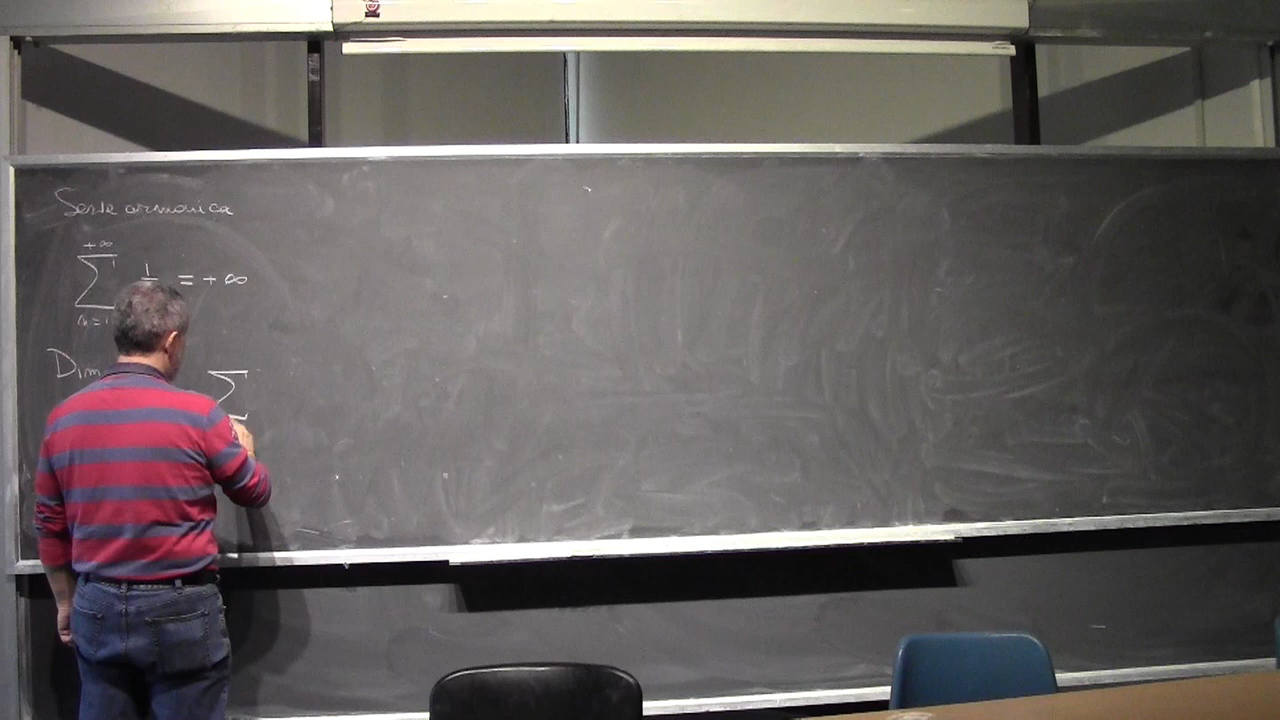 Serie armonica
+∞
∑ 1 = + ∞
n=1
Dim
∑